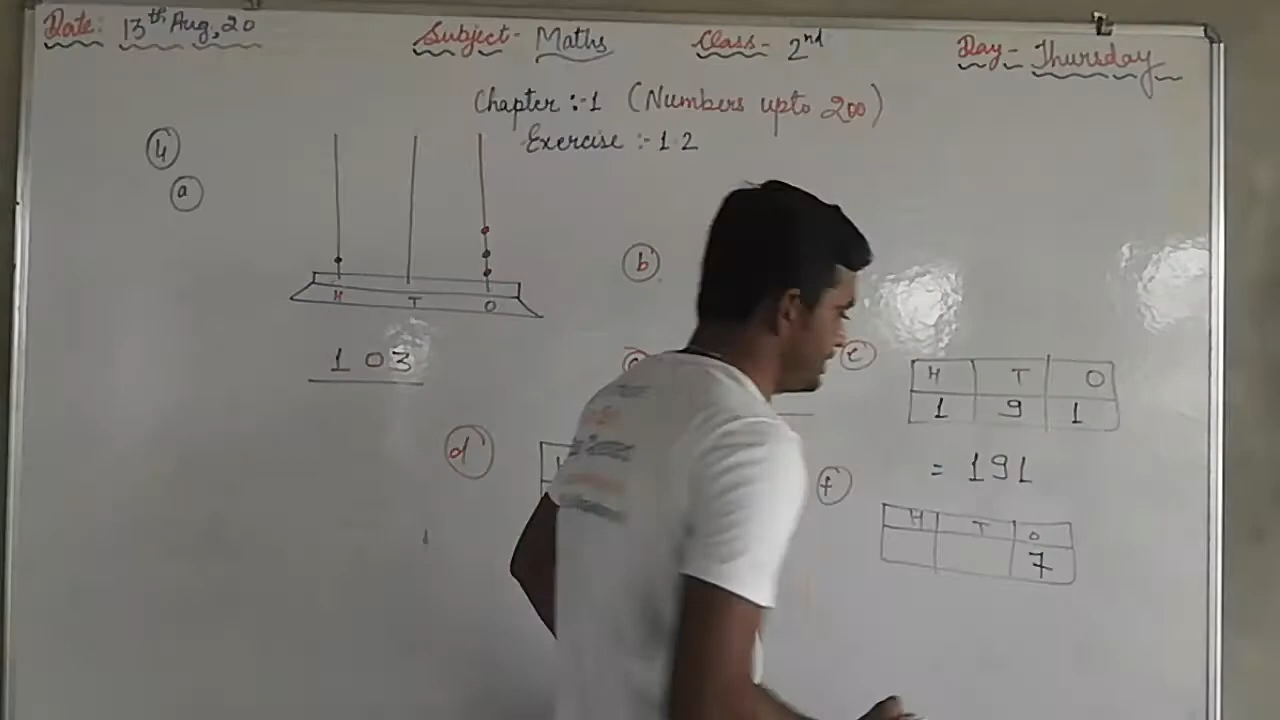 Date: 13th Aug, 20 Subject- Maths Class- 2nd Day- Thursday
Chapter :-1 (Numbers upto 200)
Exercise :- 1.2
4
a
H T O
1 0 3
b
d
e
H T O
1 9 1
= 191
f
H T O
7